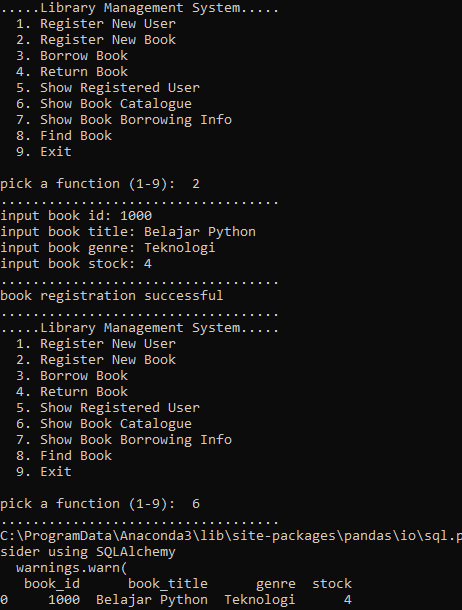 .....Library Management System.....
1. Register New User
2. Register New Book
3. Borrow Book
4. Return Book
5. Show Registered User
6. Show Book Catalogue
7. Show Book Borrowing Info
8. Find Book
9. Exit
pick a function (1-9):  2
...................................
input book id: 1000
input book title: Belajar Python
input book genre: Teknologi
input book stock: 4
...................................
book registration successful
...................................
.....Library Management System.....
1. Register New User
2. Register New Book
3. Borrow Book
4. Return Book
5. Show Registered User
6. Show Book Catalogue
7. Show Book Borrowing Info
8. Find Book
9. Exit
pick a function (1-9):  6
...................................
C:\ProgramData\Anaconda3\lib\site-packages\pandas\io\sql.p
sider using SQLAlchemy
warnings.warn(
book_id      book_title      genre  stock
0     1000  Belajar Python  Teknologi      4